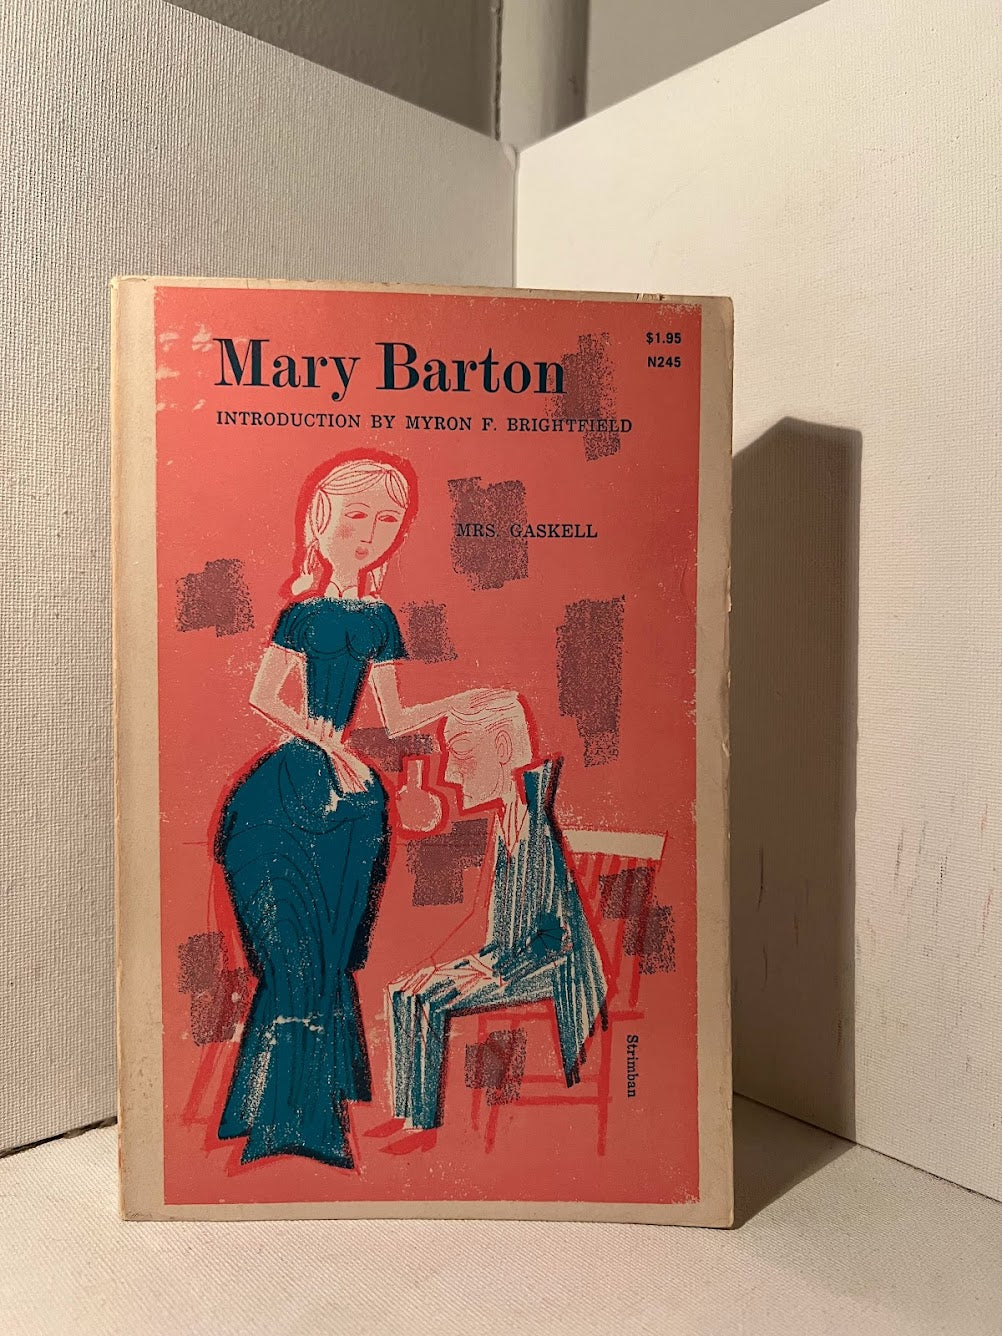 $1.95
N245
Mary Barton
INTRODUCTION BY MYRON F. BRIGHTFIELD
MRS. GASKELL
Strimban